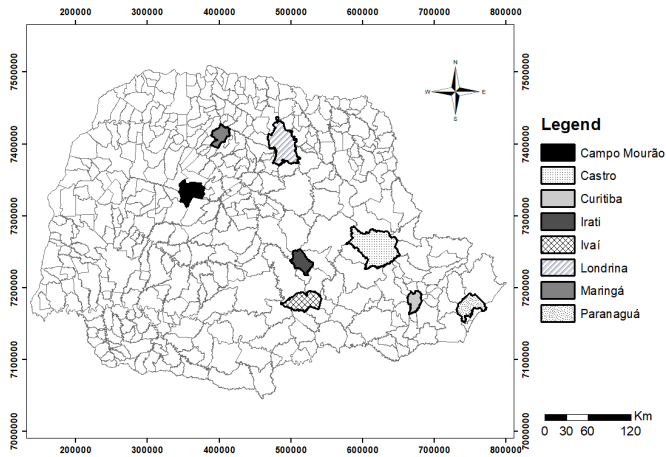 200000 300000 400000 500000 600000 700000 800000
7500000
7400000
7300000
7200000
7100000
7000000
7500000
7400000
7300000
7200000
7100000
7000000
N
W E
S
Legend
Campo Mourão
Castro
Curitiba
Irati
Ivaí
Londrina
Maringá
Paranaguá
Km
0 30 60 120
200000 300000 400000 500000 600000 700000 800000